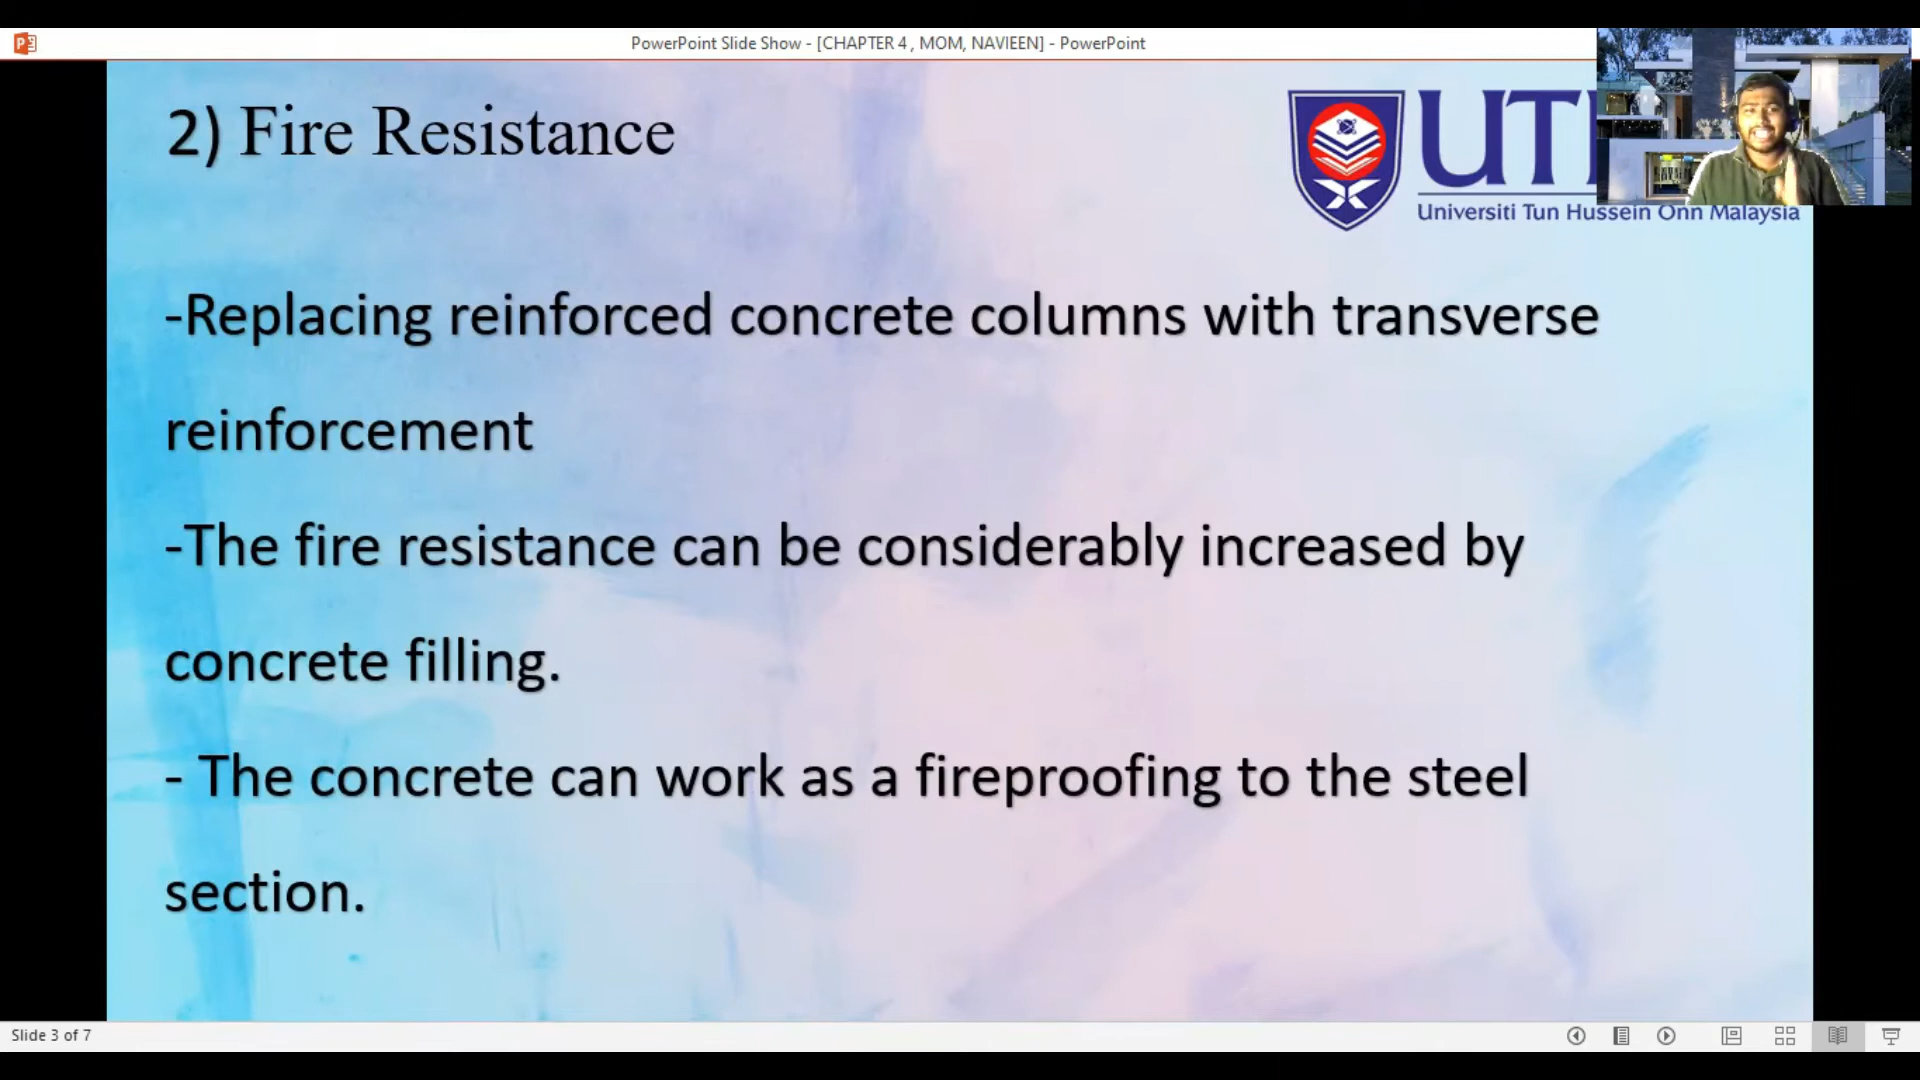 PowerPoint Slide Show - [CHAPTER 4 , MOM, NAVIEEN] - PowerPoint
2) Fire Resistance
Universiti Tun Hussein Onn Malaysia
-Replacing reinforced concrete columns with transverse
reinforcement
-The fire resistance can be considerably increased by
concrete filling.
- The concrete can work as a fireproofing to the steel
section.
Slide 3 of 7